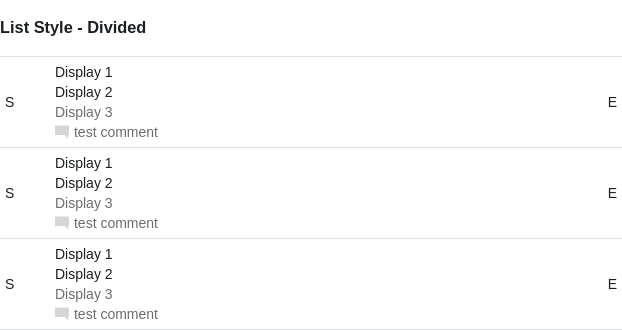 List Style - Divided
Display 1
Display 2
S
Display 3
E
test comment
Display 1
Display 2
S
Display 3
E
test comment
Display 1
Display 2
S
Display 3
E
test comment